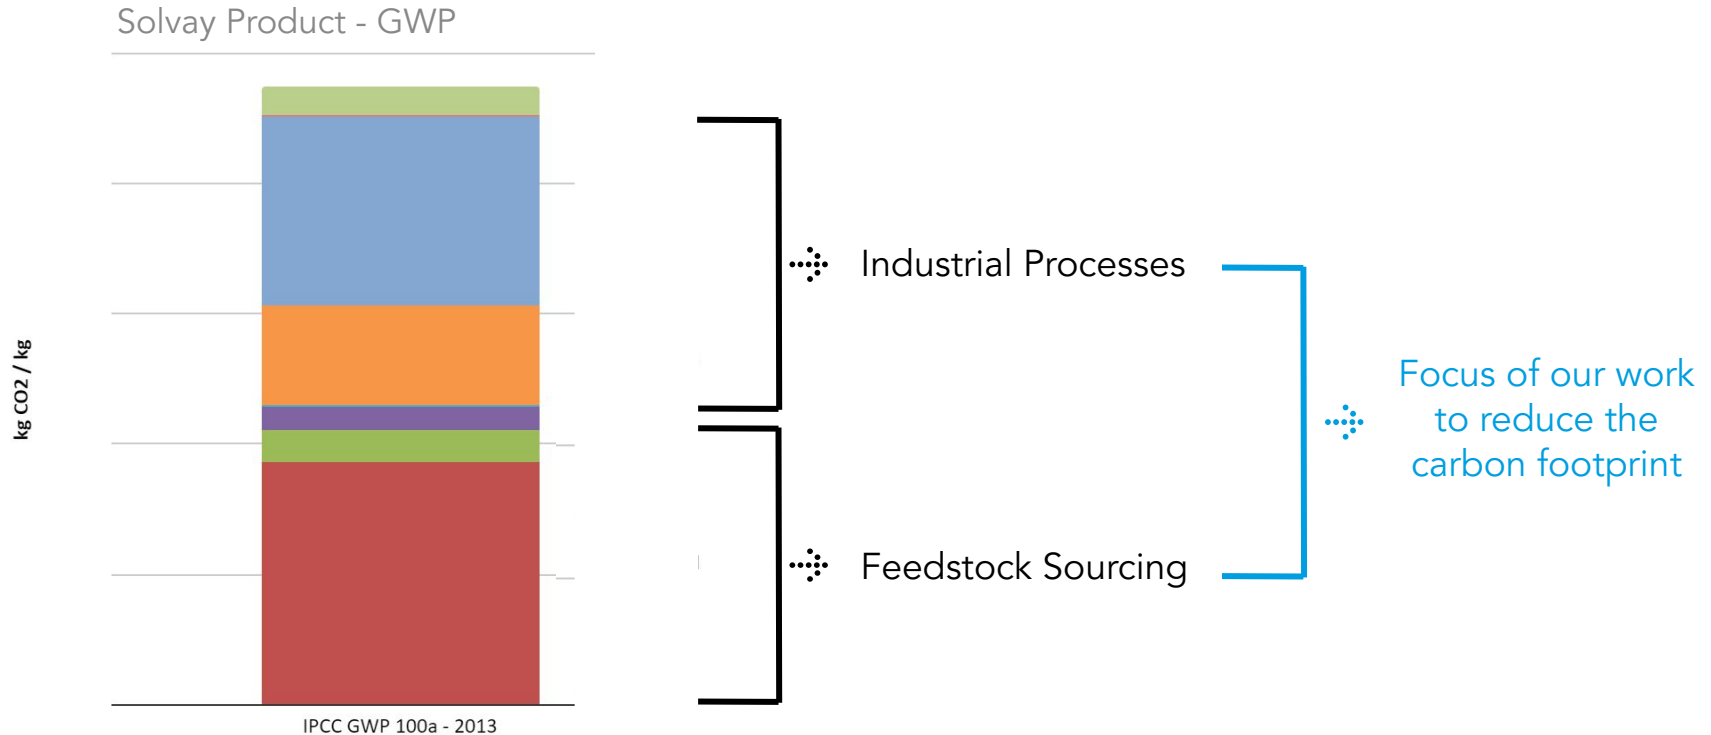 Solvay Product - GWP
kg CO2 / kg
IPCC GWP 100a - 2013
Industrial Processes
Feedstock Sourcing
Focus of our work
to reduce the
carbon footprint